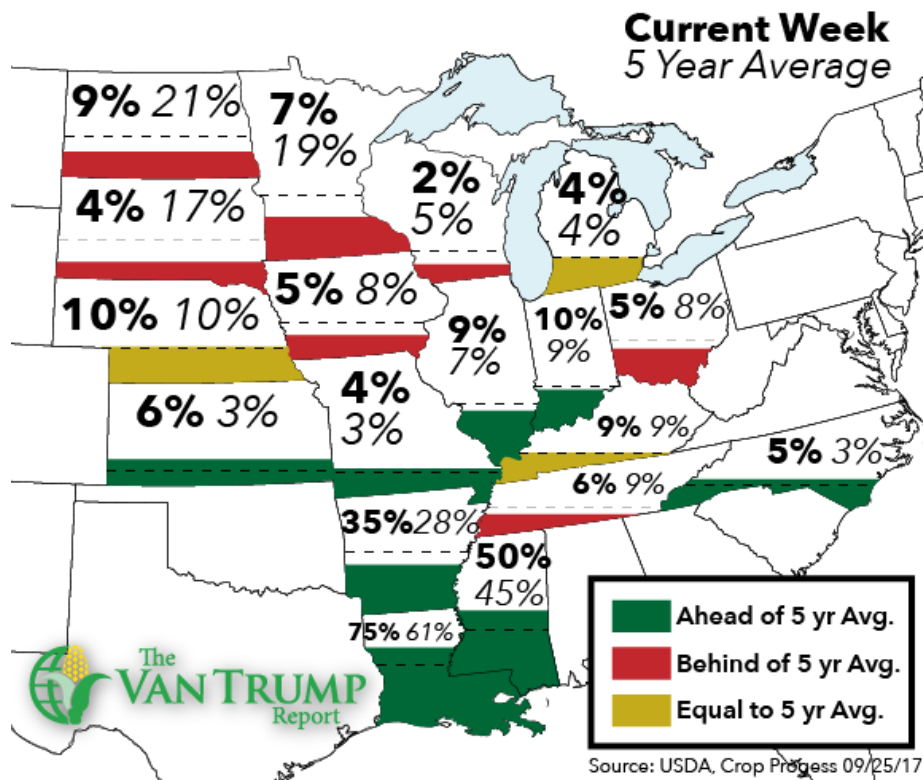 Current Week
5 Year Average
9% 21%
7%
19%
2%
5%
4%
4%
4% 17%
5% 8%
10% 10%
9%
7%
10%
9%
5% 8%
6% 3%
4%
3%
9% 9%
5% 3%
6% 9%
35% 28%
50%
45%
75% 61%
The
VAN TRUMP
Report
Ahead of 5 yr Avg.
Behind of 5 yr Avg.
Equal to 5 yr Avg.
Source: USDA, Crop Progess 09/25/17